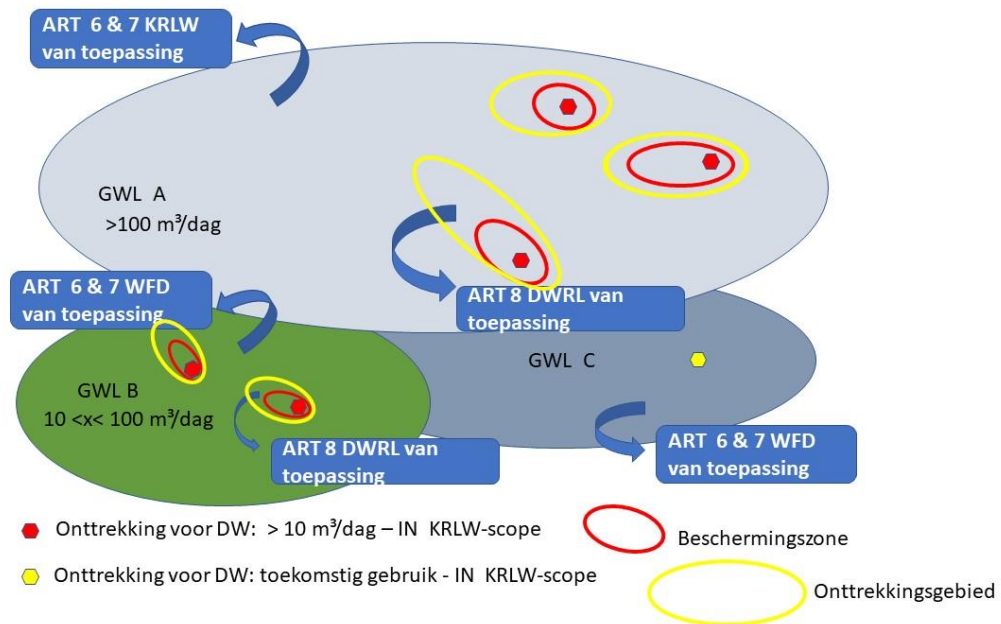 ART 6 & 7 KRLW
van toepassing
GWL A
>100 m³/dag
ART 6 & 7 WFD
van toepassing
ART 8 DWRL van
toepassing
GWL C
GWL B
10 <x< 100 m³/dag
ART 8 DWRL van
toepassing
ART 6 & 7 WFD
van toepassing
Onttrekking voor DW: > 10 m³/dag – IN KRLW-scope
Beschermingszone
Onttrekking voor DW: toekomstig gebruik - IN KRLW-scope
Onttrekkingsgebied